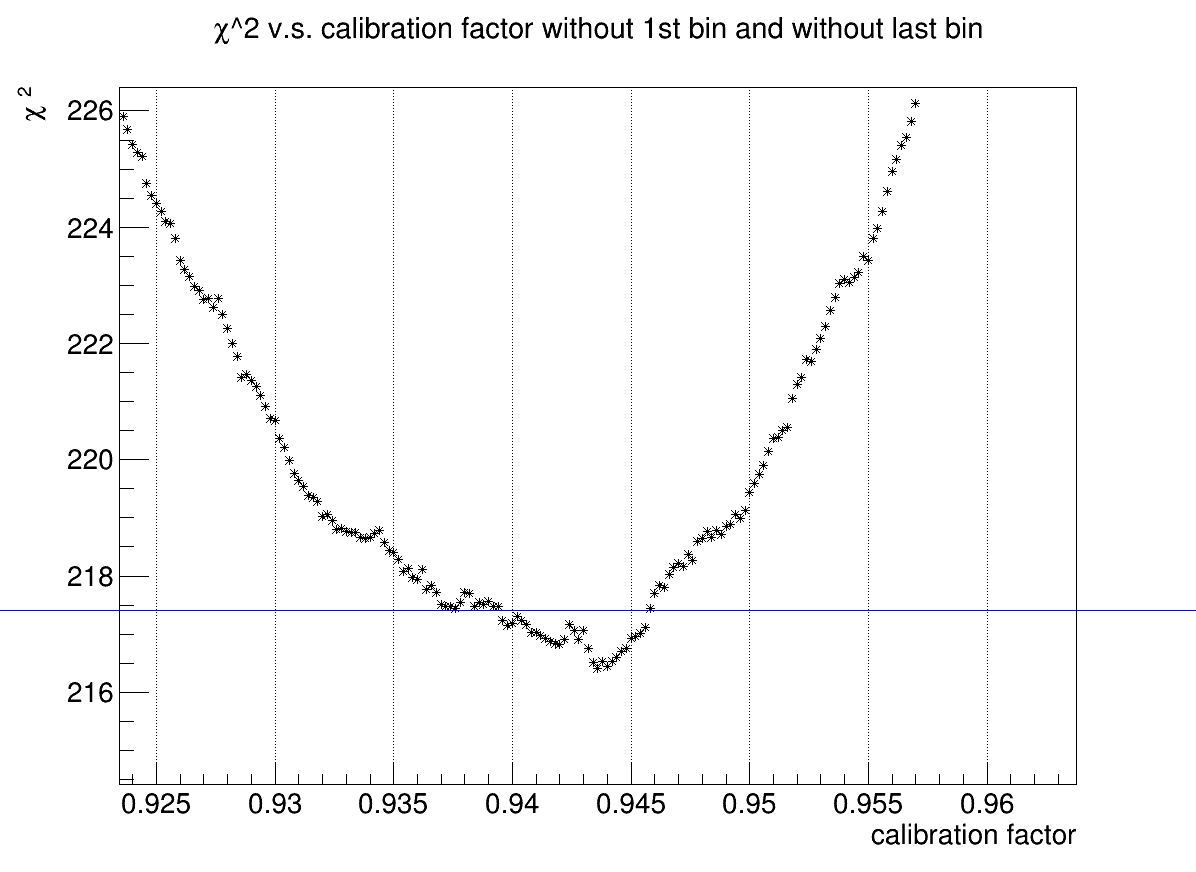 χ^2 v.s. calibration factor without 1st bin and without last bin
χ 2
226
224
222
220
218
216
0.925 0.93 0.935 0.94 0.945 0.95 0.955 0.96
calibration factor